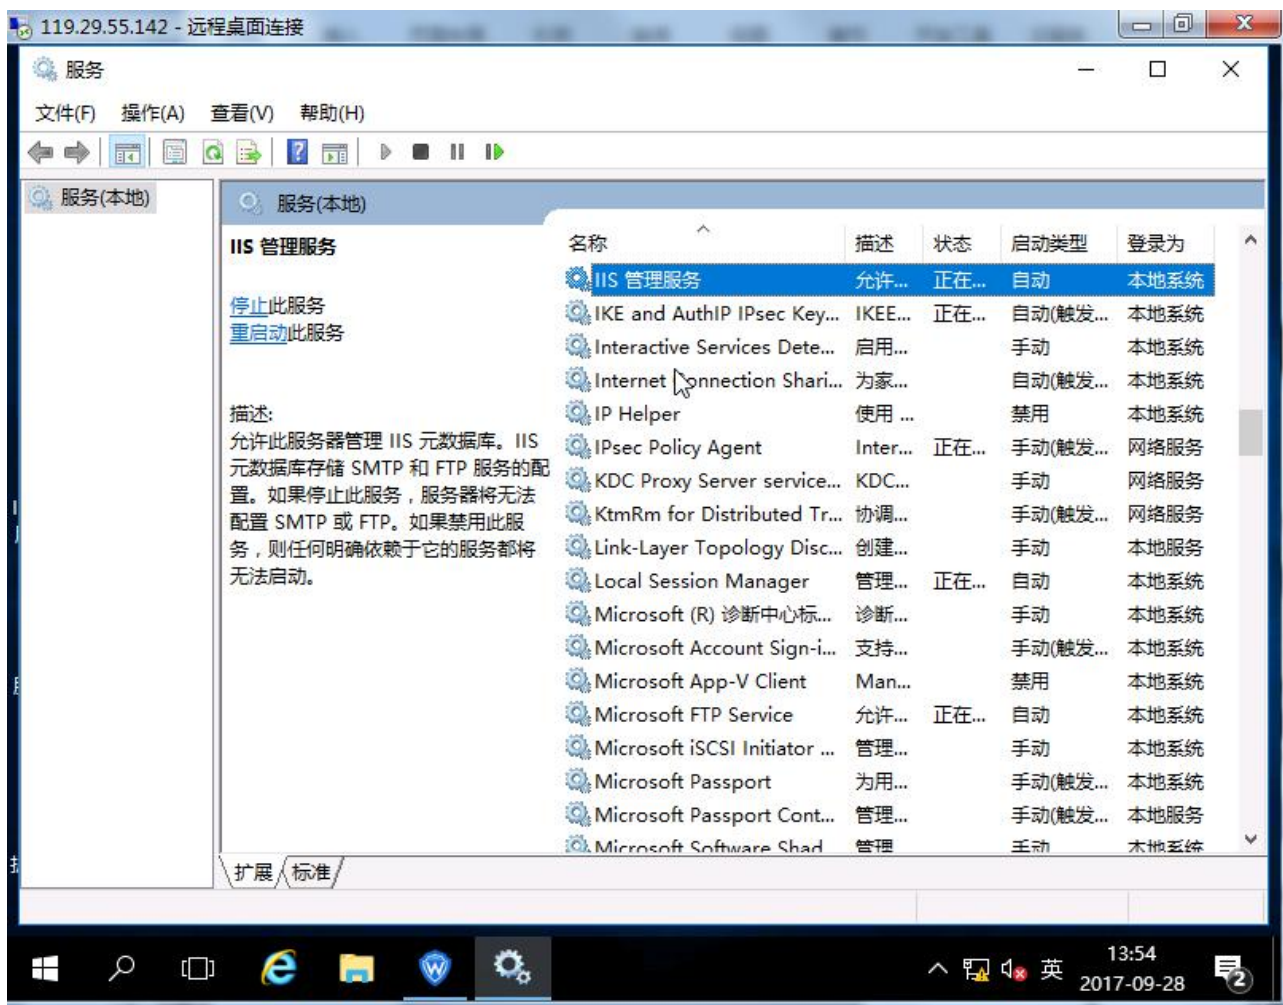 119.29.55.142 - 远程桌面连接
服务
文件(F) 操作(A) 查看(V) 帮助(H)
服务(本地)
服务(本地)
IIS 管理服务
停止此服务
重启动此服务
描述:
允许此服务器管理 IIS 元数据库。IIS
元数据库存储 SMTP 和 FTP 服务的配
置。如果停止此服务，服务器将无法
配置 SMTP 或 FTP。如果禁用此服
务，则任何明确依赖于它的服务都将
无法启动。
名称 描述 状态 启动类型 登录为
IIS 管理服务 允许... 正在... 自动 本地系统
IKE and AuthIP IPsec Key... IKEE... 正在... 自动(触发... 本地系统
Interactive Services Dete... 启用... 手动 本地系统
Internet Connection Shari... 为家... 自动(触发... 本地系统
IP Helper 使用 ... 禁用 本地系统
IPsec Policy Agent Inter... 正在... 手动(触发... 网络服务
KDC Proxy Server service... KDC... 手动 网络服务
KtmRm for Distributed Tr... 协调... 手动(触发... 网络服务
Link-Layer Topology Disc... 创建... 手动 本地服务
Local Session Manager 管理... 正在... 自动 本地系统
Microsoft (R) 诊断中心标... 诊断... 手动 本地系统
Microsoft Account Sign-i... 支持... 手动(触发... 本地系统
Microsoft App-V Client Man... 禁用 本地系统
Microsoft FTP Service 允许... 正在... 自动 本地系统
Microsoft iSCSI Initiator ... 管理... 手动 本地系统
Microsoft Passport 为用... 手动(触发... 本地系统
Microsoft Passport Cont... 管理... 手动(触发... 本地服务
Microsoft Software Shad 管理 手动 本地系统
扩展 标准
英
13:54
2017-09-28
2